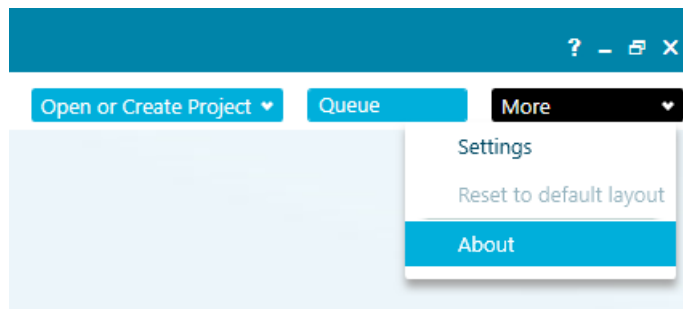 ?
Open or Create Project Queue More
Settings
Reset to default layout
About